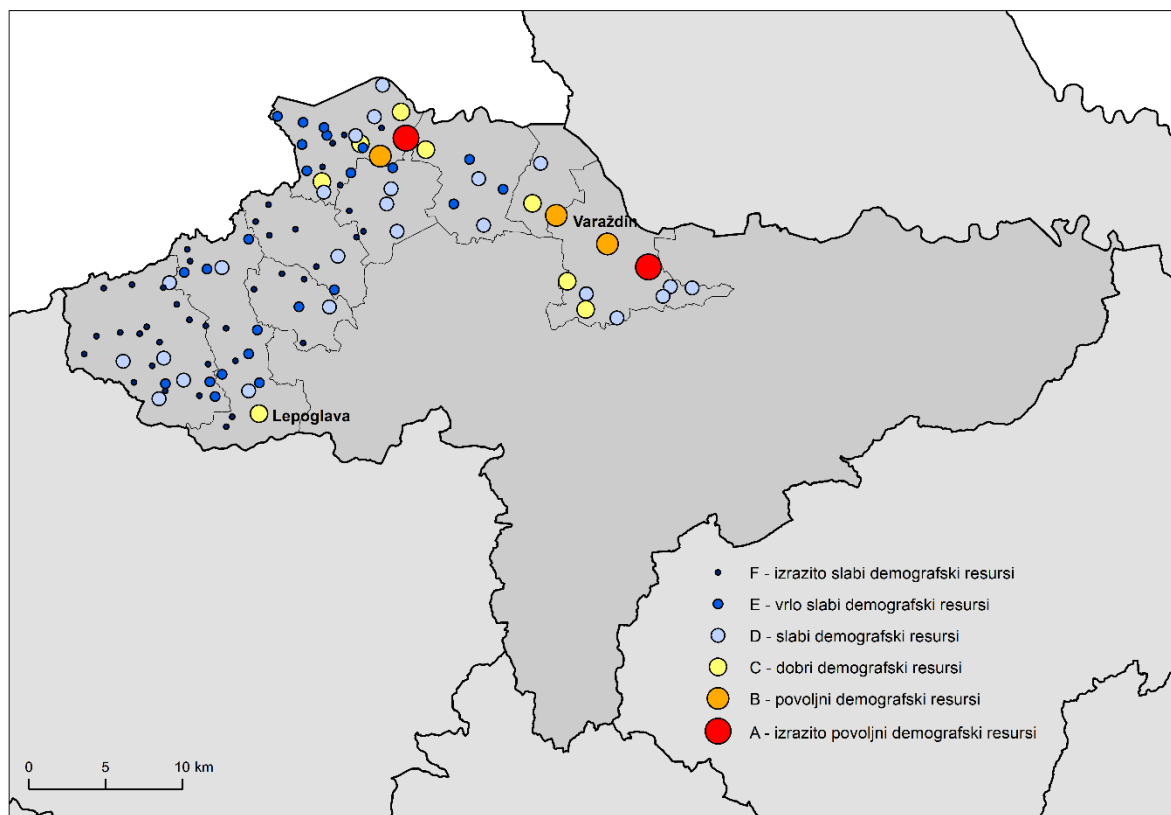 Varaždin
Lepoglava
F - izrazito slabi demografski resursi
E - vrlo slabi demografski resursi
D - slabi demografski resursi
C - dobri demografski resursi
B - povoljni demografski resursi
A - izrazito povoljni demografski resursi
0 5 10 km